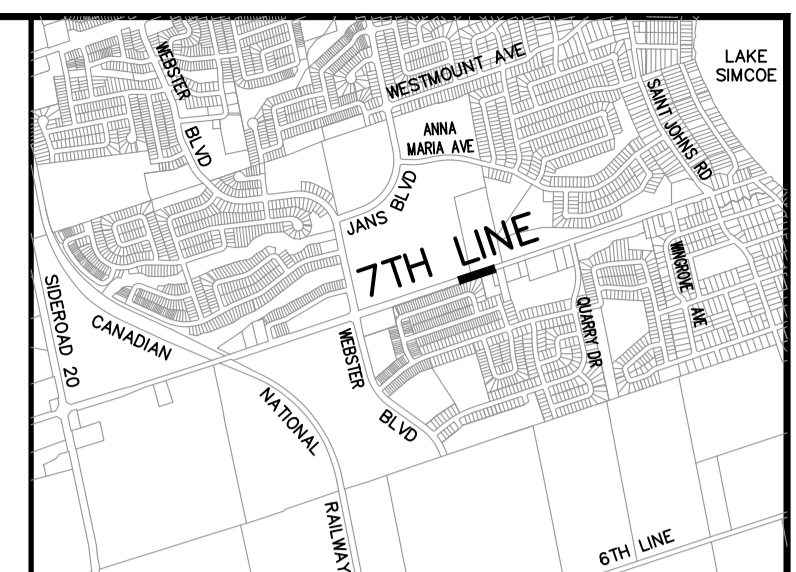 WEBSTER
BLVD
WESTMOUNT AVE
LAKE
SIMCOE
SAINT JOHNS RD
ANNA
MARIA AVE
JANS BLVD
7TH LINE
WINGROVE
AVE
SIDEROAD 20
CANADIAN
NATIONAL
RAILWAY
WEBSTER
BLVD
QUARRY DR
6TH LINE